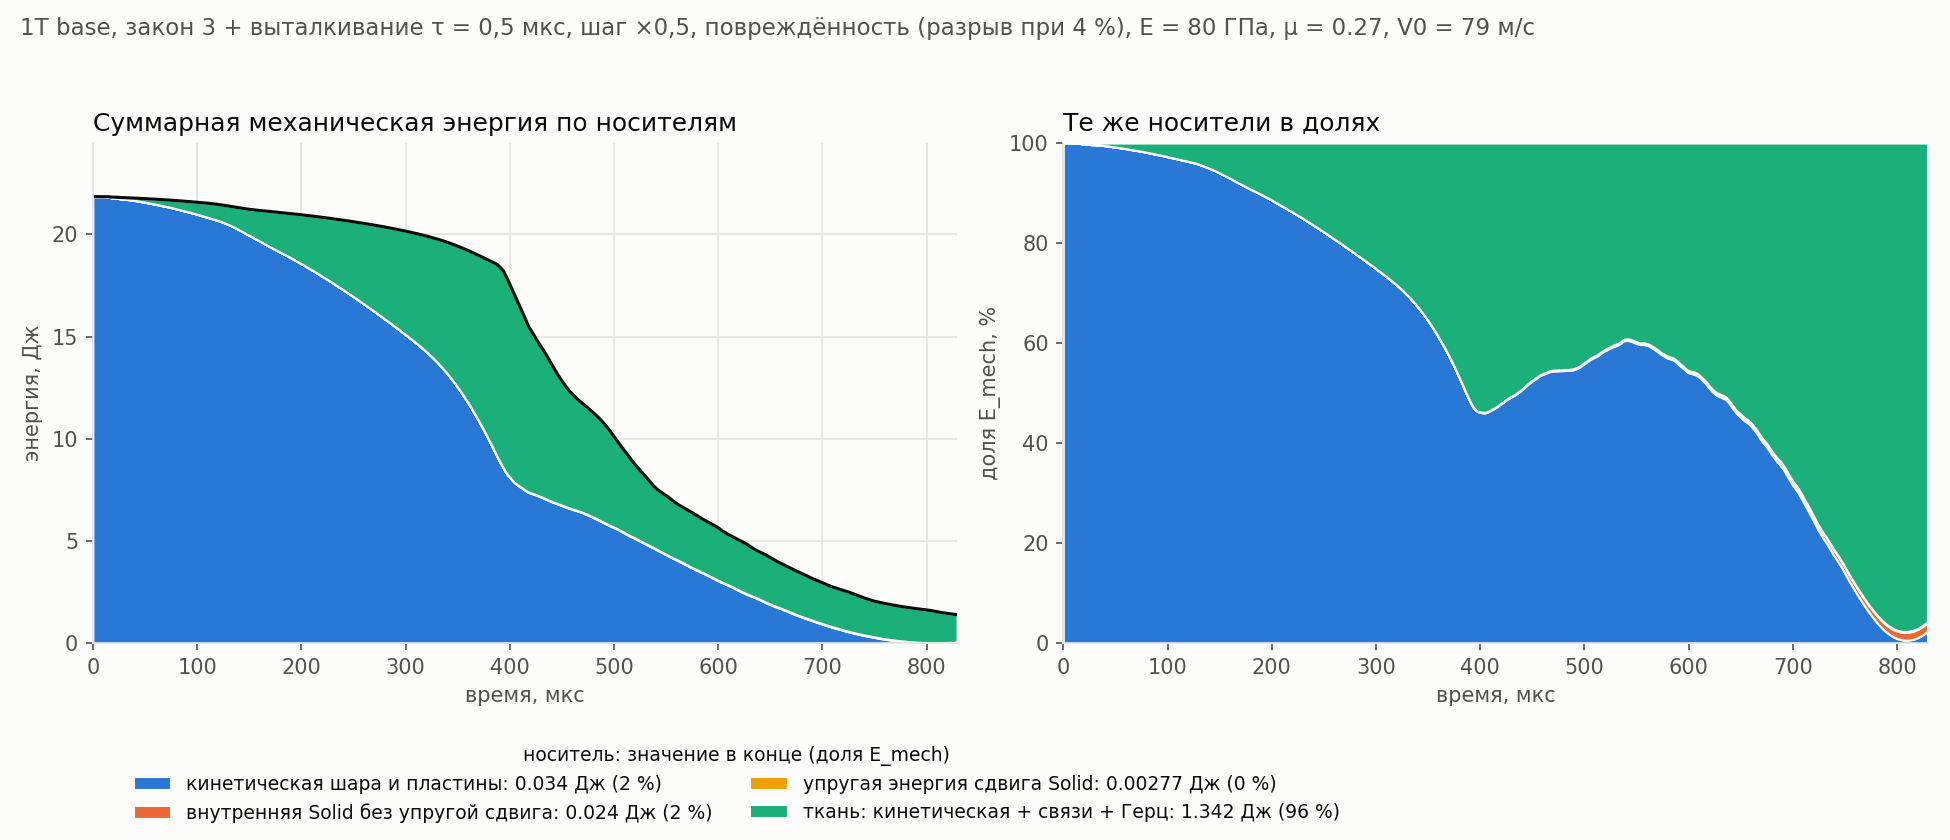 1T base, закон 3 + выталкивание τ = 0,5 мкс, шаг ×0,5, повреждённость (разрыв при 4 %), E = 80 ГПа, μ = 0.27, V0 = 79 м/с
Суммарная механическая энергия по носителям
энергия, Дж
20
15
10
5
0
0 100 200 300 400 500 600 700 800
время, мкс
Те же носители в долях
доля E_mech, %
100
80
60
40
20
0
0 100 200 300 400 500 600 700 800
время, мкс
носитель: значение в конце (доля E_mech)
кинетическая шара и пластины: 0.034 Дж (2 %)
внутренняя Solid без упругой сдвига: 0.024 Дж (2 %)
упругая энергия сдвига Solid: 0.00277 Дж (0 %)
ткань: кинетическая + связи + Герц: 1.342 Дж (96 %)